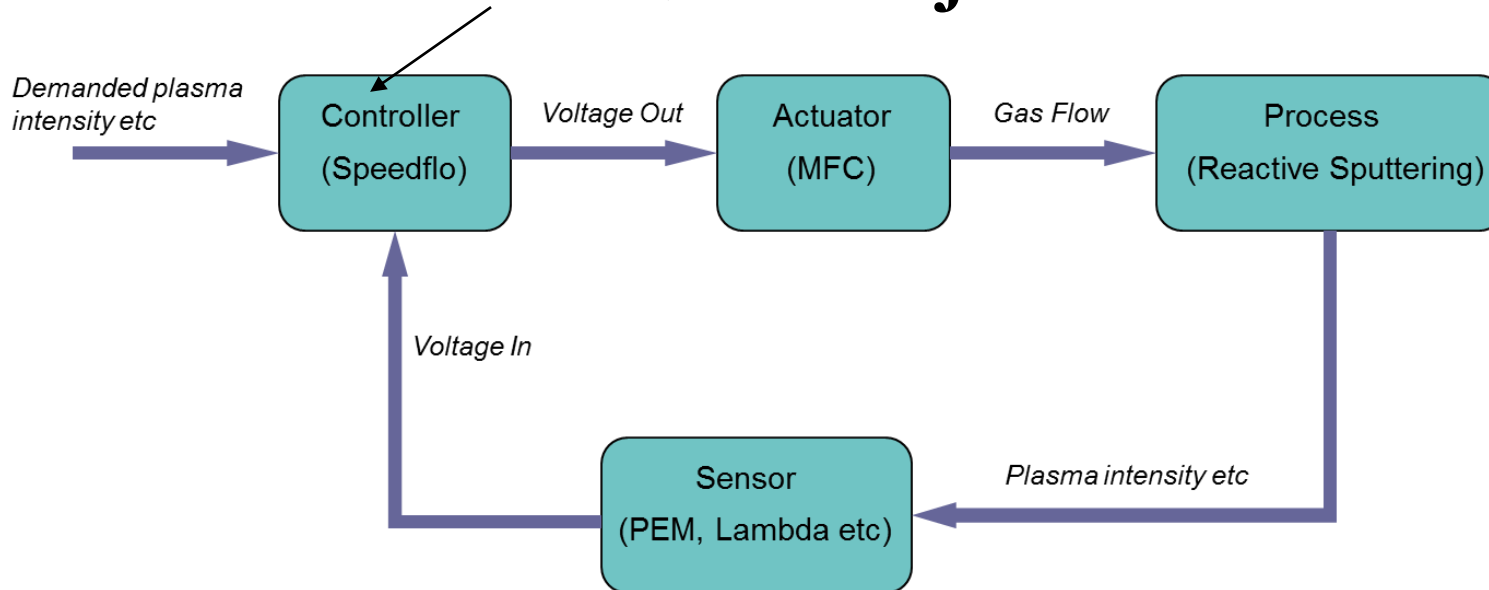 Demanded plasma
intensity etc
Controller
(Speedflo)
Voltage Out
Actuator
(MFC)
Gas Flow
Process
(Reactive Sputtering)
Voltage In
Sensor
(PEM, Lambda etc)
Plasma intensity etc